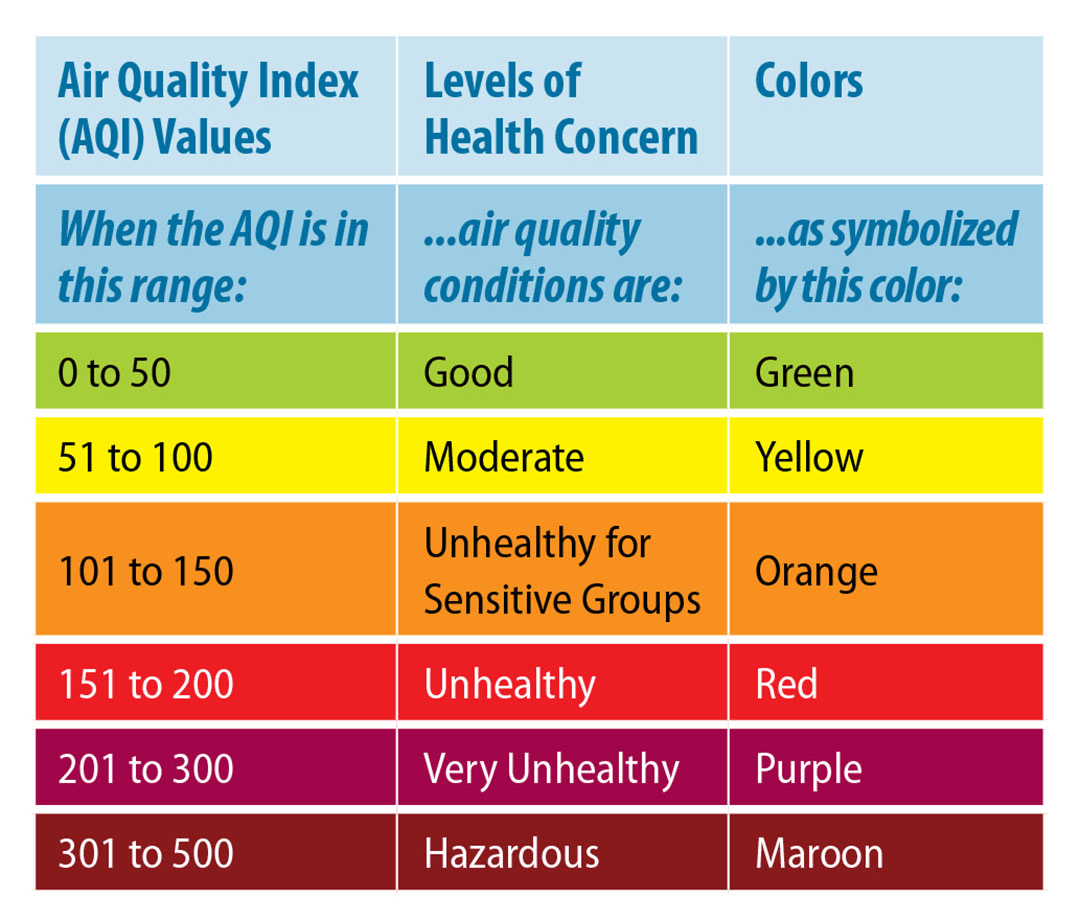 Air Quality Index
(AQI) Values
Levels of
Health Concern
Colors
When the AQI is in
this range:
...air quality
conditions are:
...as symbolized
by this color:
0 to 50
Good
Green
51 to 100
Moderate
Yellow
101 to 150
Unhealthy for
Sensitive Groups
Orange
151 to 200
Unhealthy
Red
201 to 300
Very Unhealthy
Purple
301 to 500
Hazardous
Maroon